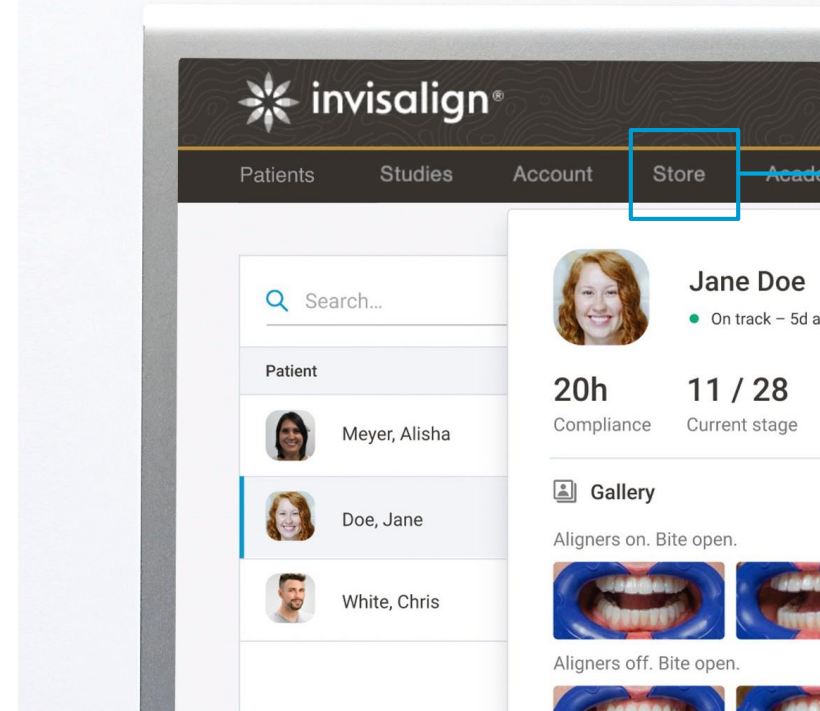 invisalign®
Patients Studies Account Store Acade
Search...
Patient
Meyer, Alisha
Doe, Jane
White, Chris
Jane Doe
On track – 5d a
20h 11 / 28
Compliance Current stage
Gallery
Aligners on. Bite open.
Aligners off. Bite open.